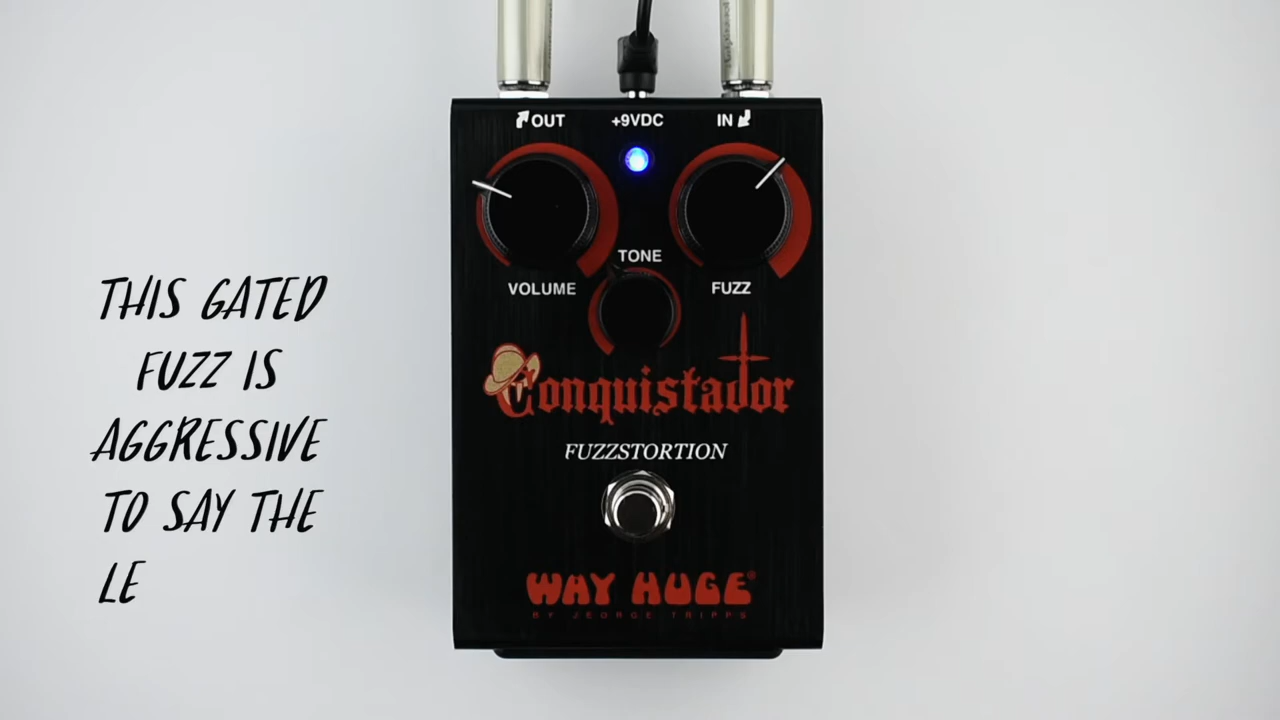 OUT +9VDC IN
TONE
VOLUME FUZZ
Conquistador
FUZZSTORTION
WAY HUGE®
BY JEORGE TRIPPS
THIS GATED
FUZZ IS
AGGRESSIVE
TO SAY THE
LE